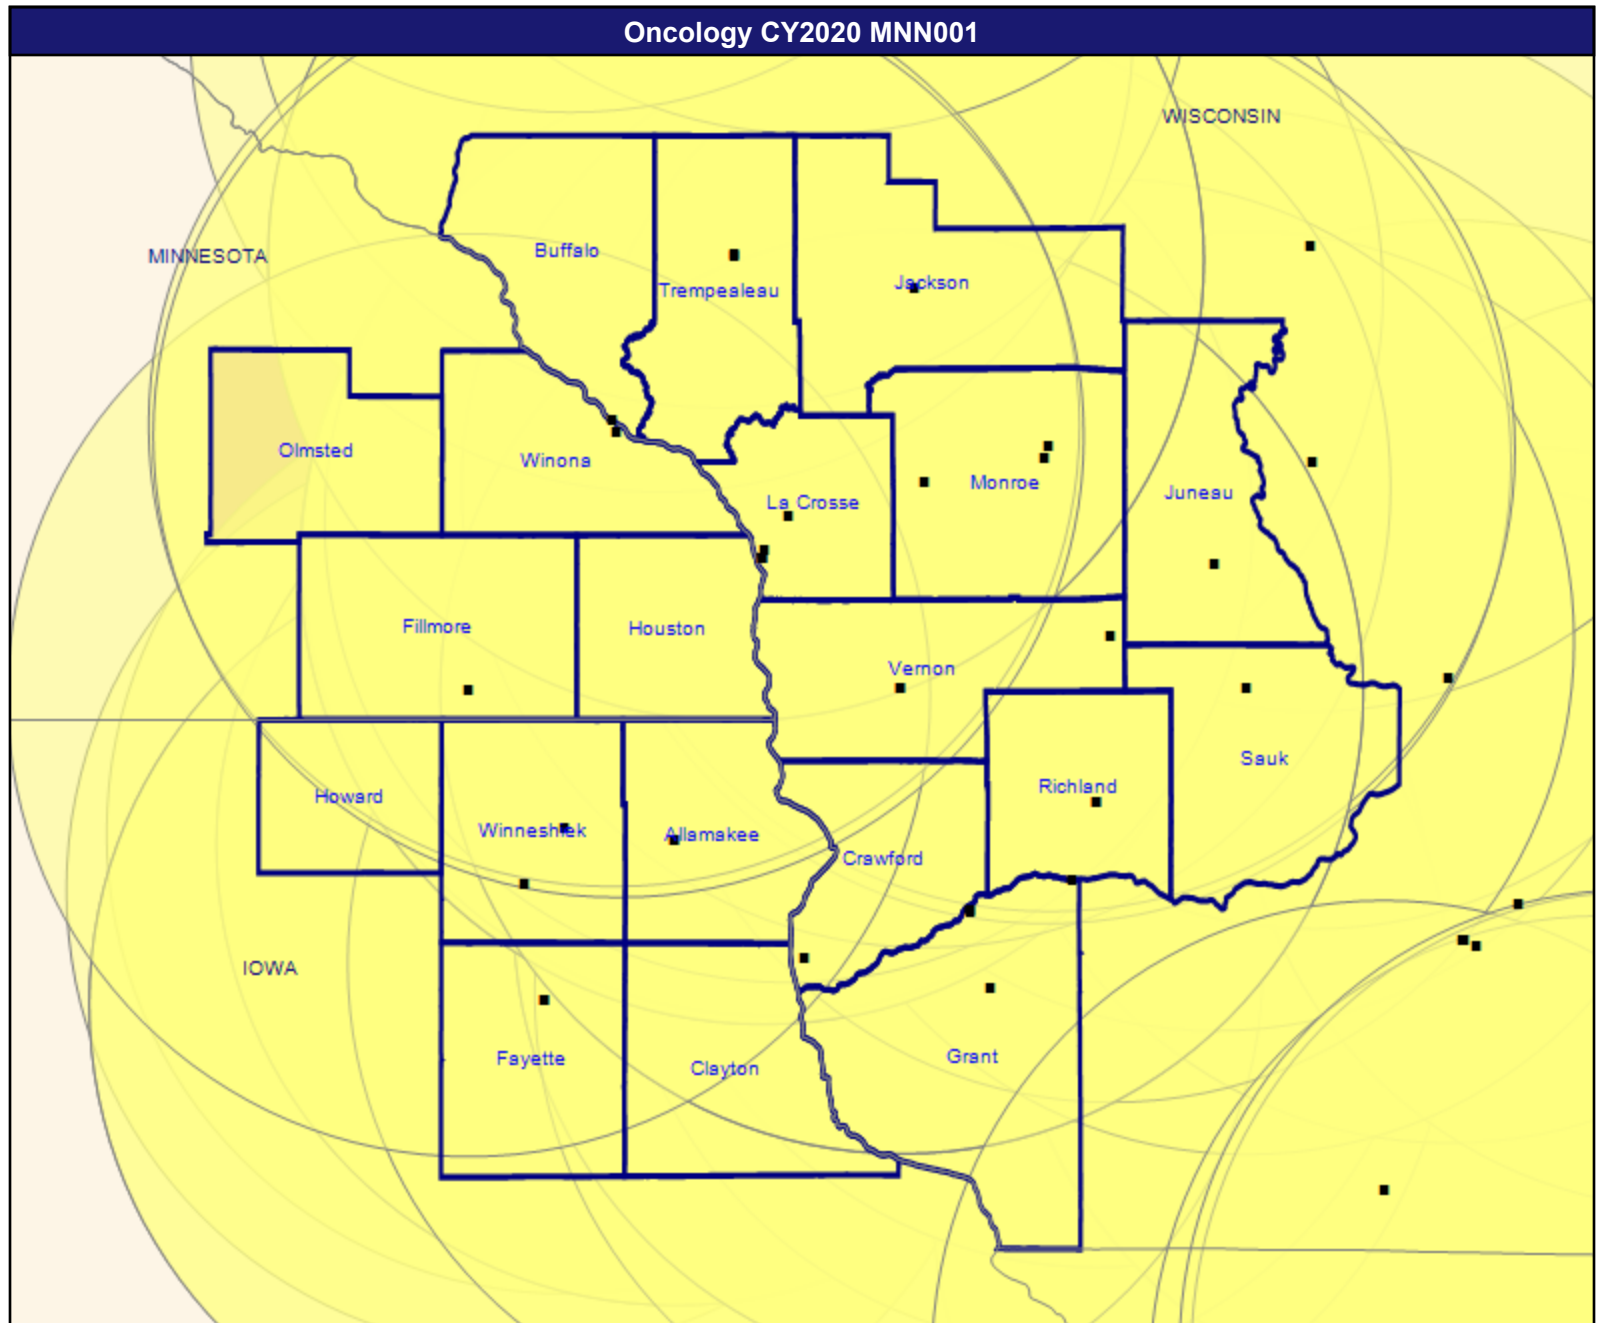 Oncology CY2020 MNN001
WISCONSIN
MINNESOTA
Buffalo
Trempealeau
Jackson
Olmsted
Winona
La Crosse
Monroe
Juneau
Fillmore
Houston
Vernon
Sauk
Richland
Howard
Winneshiek
Allamakee
Crawford
IOWA
Fayette
Clayton
Grant